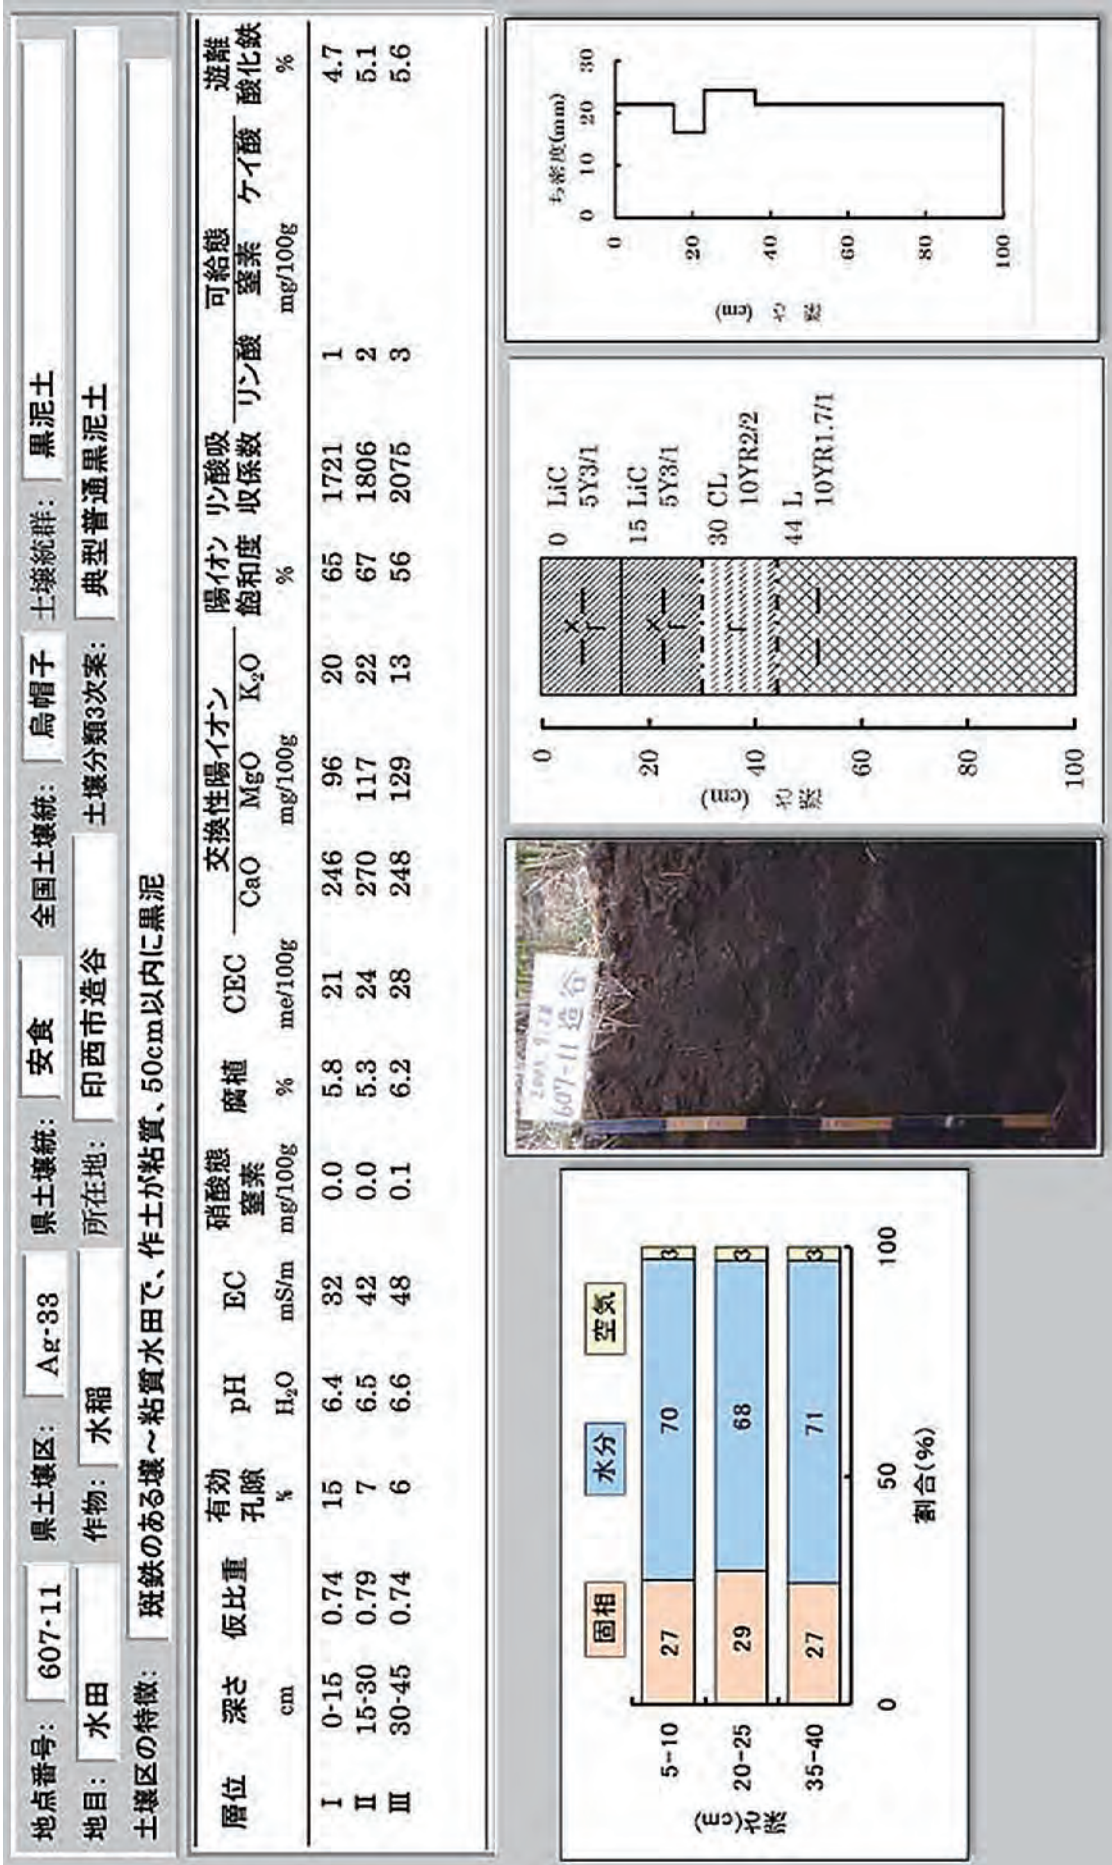 地点番号: 607-11 県土壌区: Ag-33 県土壌統: 安食 全国土壌統: 烏帽子 土壌統群: 黒泥土
地目: 水田 作物: 水稲 所在地: 印西市造谷 土壌分類3次案: 典型普通黒泥土
土壌区の特徴: 斑鉄のある壌～粘質水田で、作土が粘質、50cm以内に黒泥
層位 深さ 仮比重 有効孔隙 pH EC 硝酸態窒素 腐植 CEC 交換性陽イオン 陽イオン飽和度 リン酸吸収係数 可給態 遊離酸化鉄
CaO MgO K₂O リン酸 窒素 ケイ酸
cm % H₂O mS/m mg/100g % me/100g mg/100g % mg/100g %
I 0-15 0.74 15 6.4 32 0.0 5.8 21 246 96 20 65 1721 1 4.7
II 15-30 0.79 7 6.5 42 0.0 5.3 24 270 117 22 67 1806 2 5.1
III 30-45 0.74 6 6.6 48 0.1 6.2 28 248 129 13 56 2075 3 5.6
固相 水分 空気
5-10 27 70 3
20-25 29 68 3
35-40 27 71 3
深さ(cm)
0 50 100
割合(%)
607-11 造谷
深さ (cm)
0
20
40
60
80
100
0 LiC
5Y3/1
15 LiC
5Y3/1
30 CL
10YR2/2
44 L
10YR1.7/1
ち密度(mm)
0 10 20 30
深さ (cm)
0
20
40
60
80
100